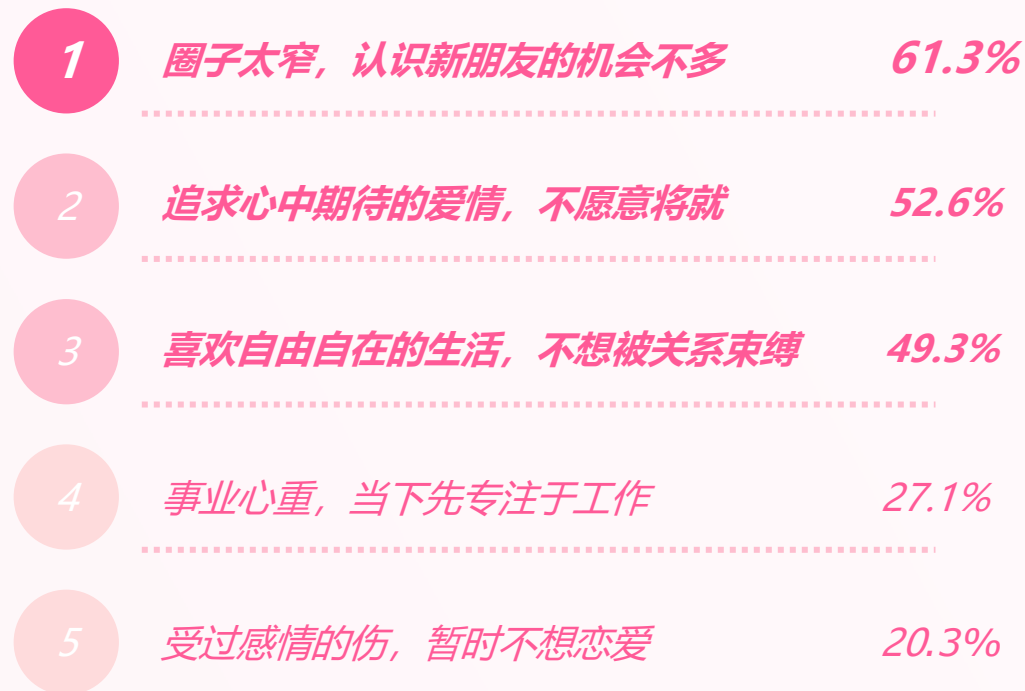 1 圈子太窄，认识新朋友的机会不多 61.3%
2 追求心中期待的爱情，不愿意将就 52.6%
3 喜欢自由自在的生活，不想被关系束缚 49.3%
4 事业心重，当下先专注于工作 27.1%
5 受过感情的伤，暂时不想恋爱 20.3%